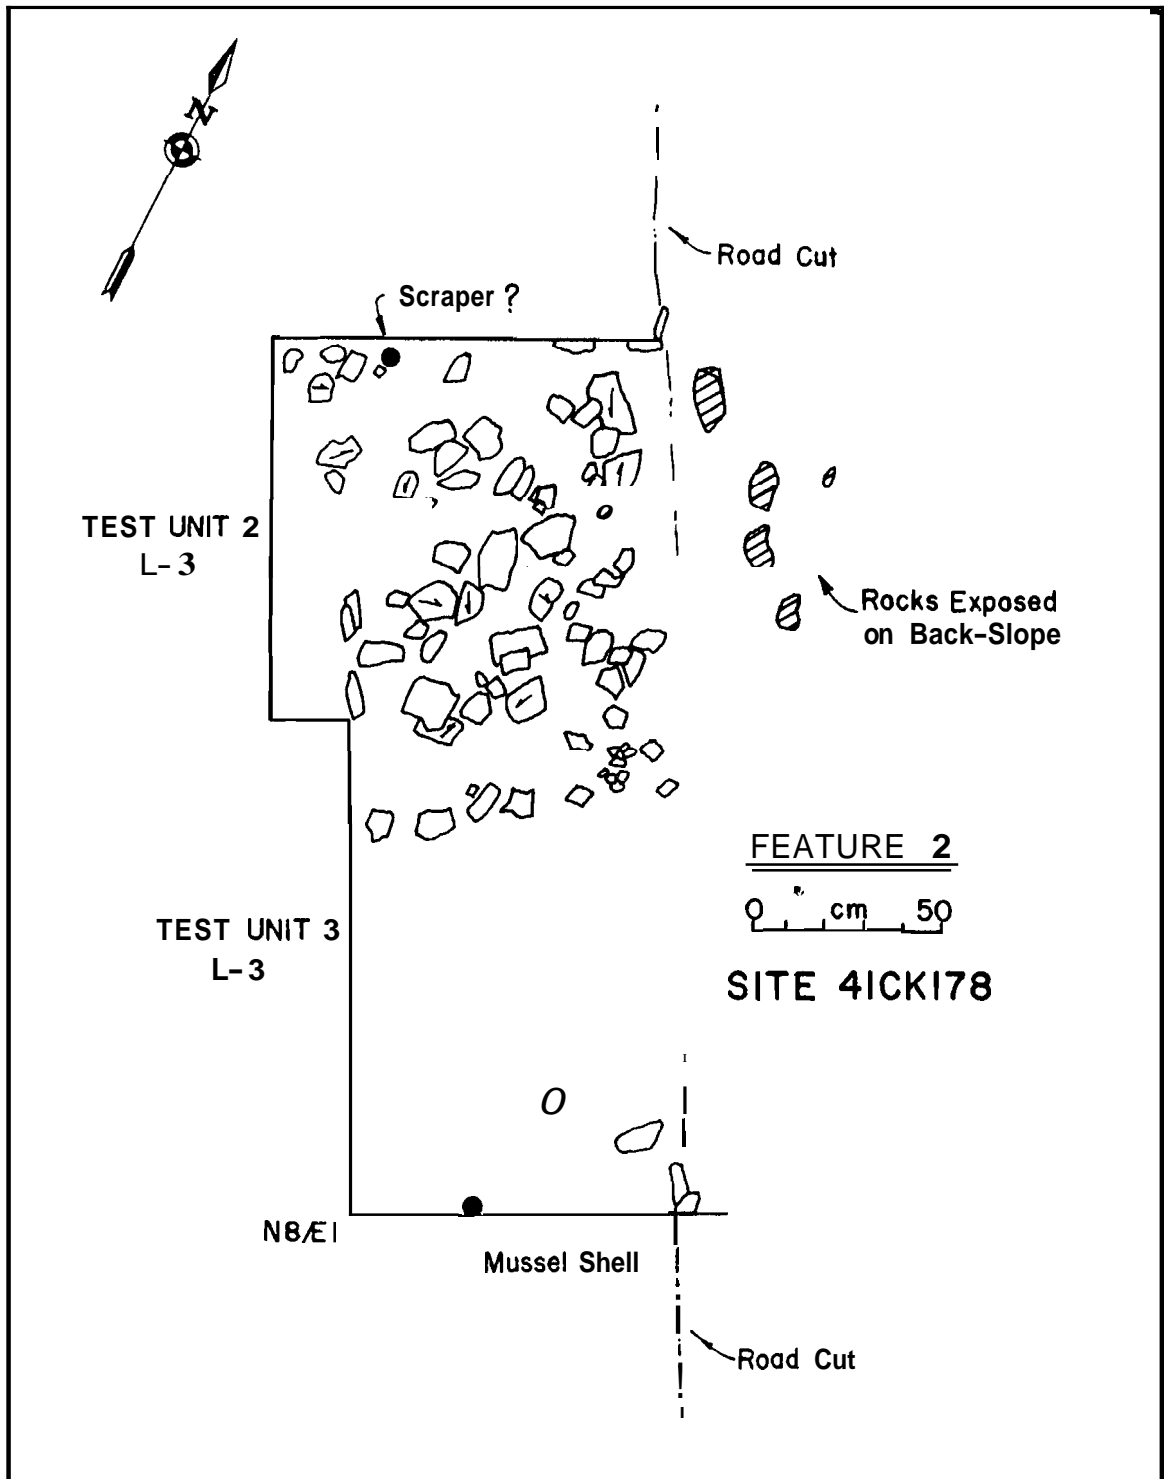 N
Road Cut
Scraper ?
TEST UNIT 2
L-3
Rocks Exposed
on Back-Slope
FEATURE 2
0 cm 50
TEST UNIT 3
L-3
SITE 41CK178
N8/E1
Mussel Shell
Road Cut